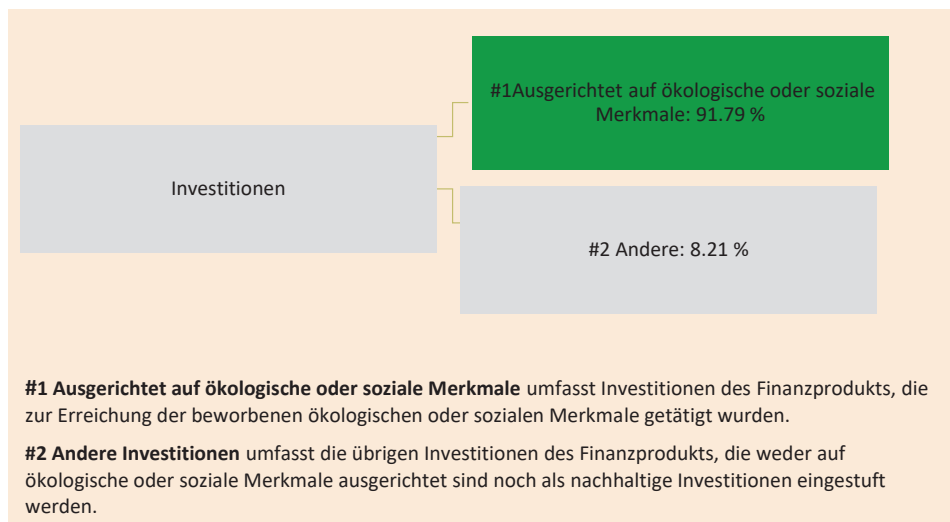 #1Ausgerichtet auf ökologische oder soziale
Merkmale: 91.79 %
Investitionen
#2 Andere: 8.21 %
#1 Ausgerichtet auf ökologische oder soziale Merkmale umfasst Investitionen des Finanzprodukts, die
zur Erreichung der beworbenen ökologischen oder sozialen Merkmale getätigt wurden.
#2 Andere Investitionen umfasst die übrigen Investitionen des Finanzprodukts, die weder auf
ökologische oder soziale Merkmale ausgerichtet sind noch als nachhaltige Investitionen eingestuft
werden.